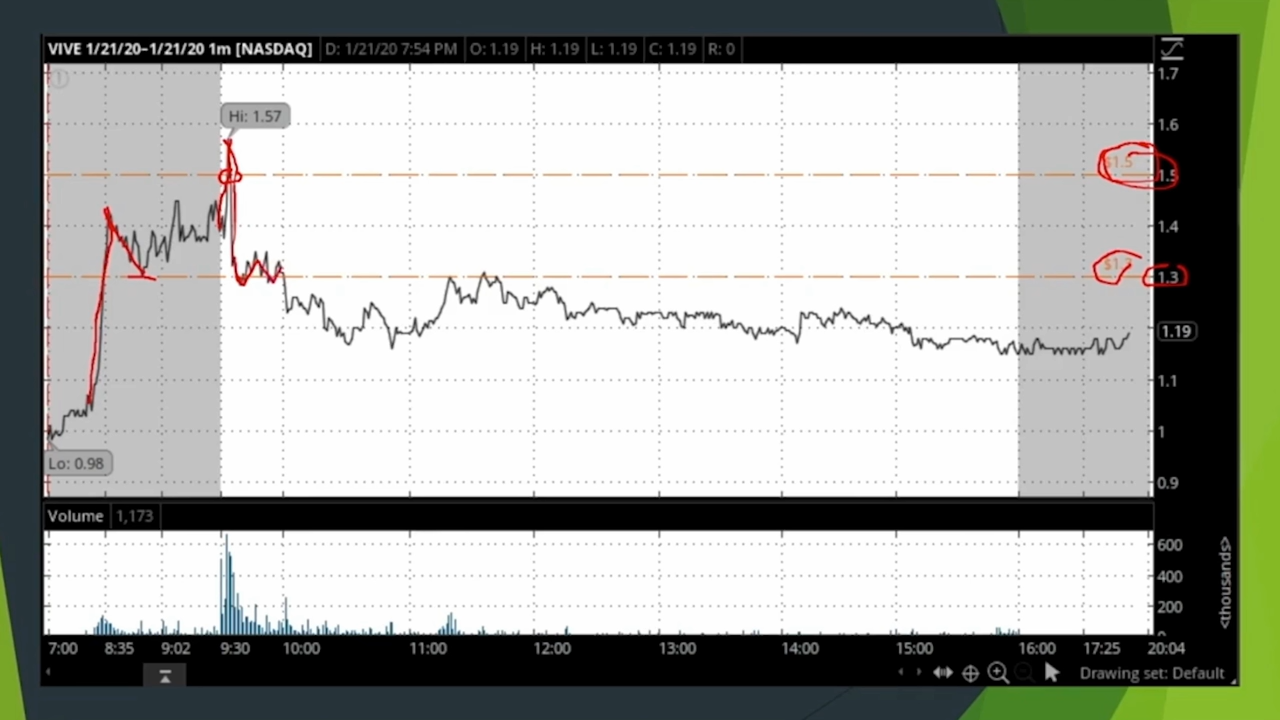 VIVE 1/21/20-1/21/20 1m [NASDAQ] D: 1/21/20 7:54 PM O: 1.19 H: 1.19 L: 1.19 C: 1.19 R: 0
1.7
Hi: 1.57
1.6
$1.5
1.5
1.4
1.3
1.19
1.1
1
Lo: 0.98
0.9
Volume 1,173
600
400
200
<thousands>
7:00 8:35 9:02 9:30 10:00 11:00 12:00 13:00 14:00 15:00 16:00 17:25 20:04
Drawing set: Default